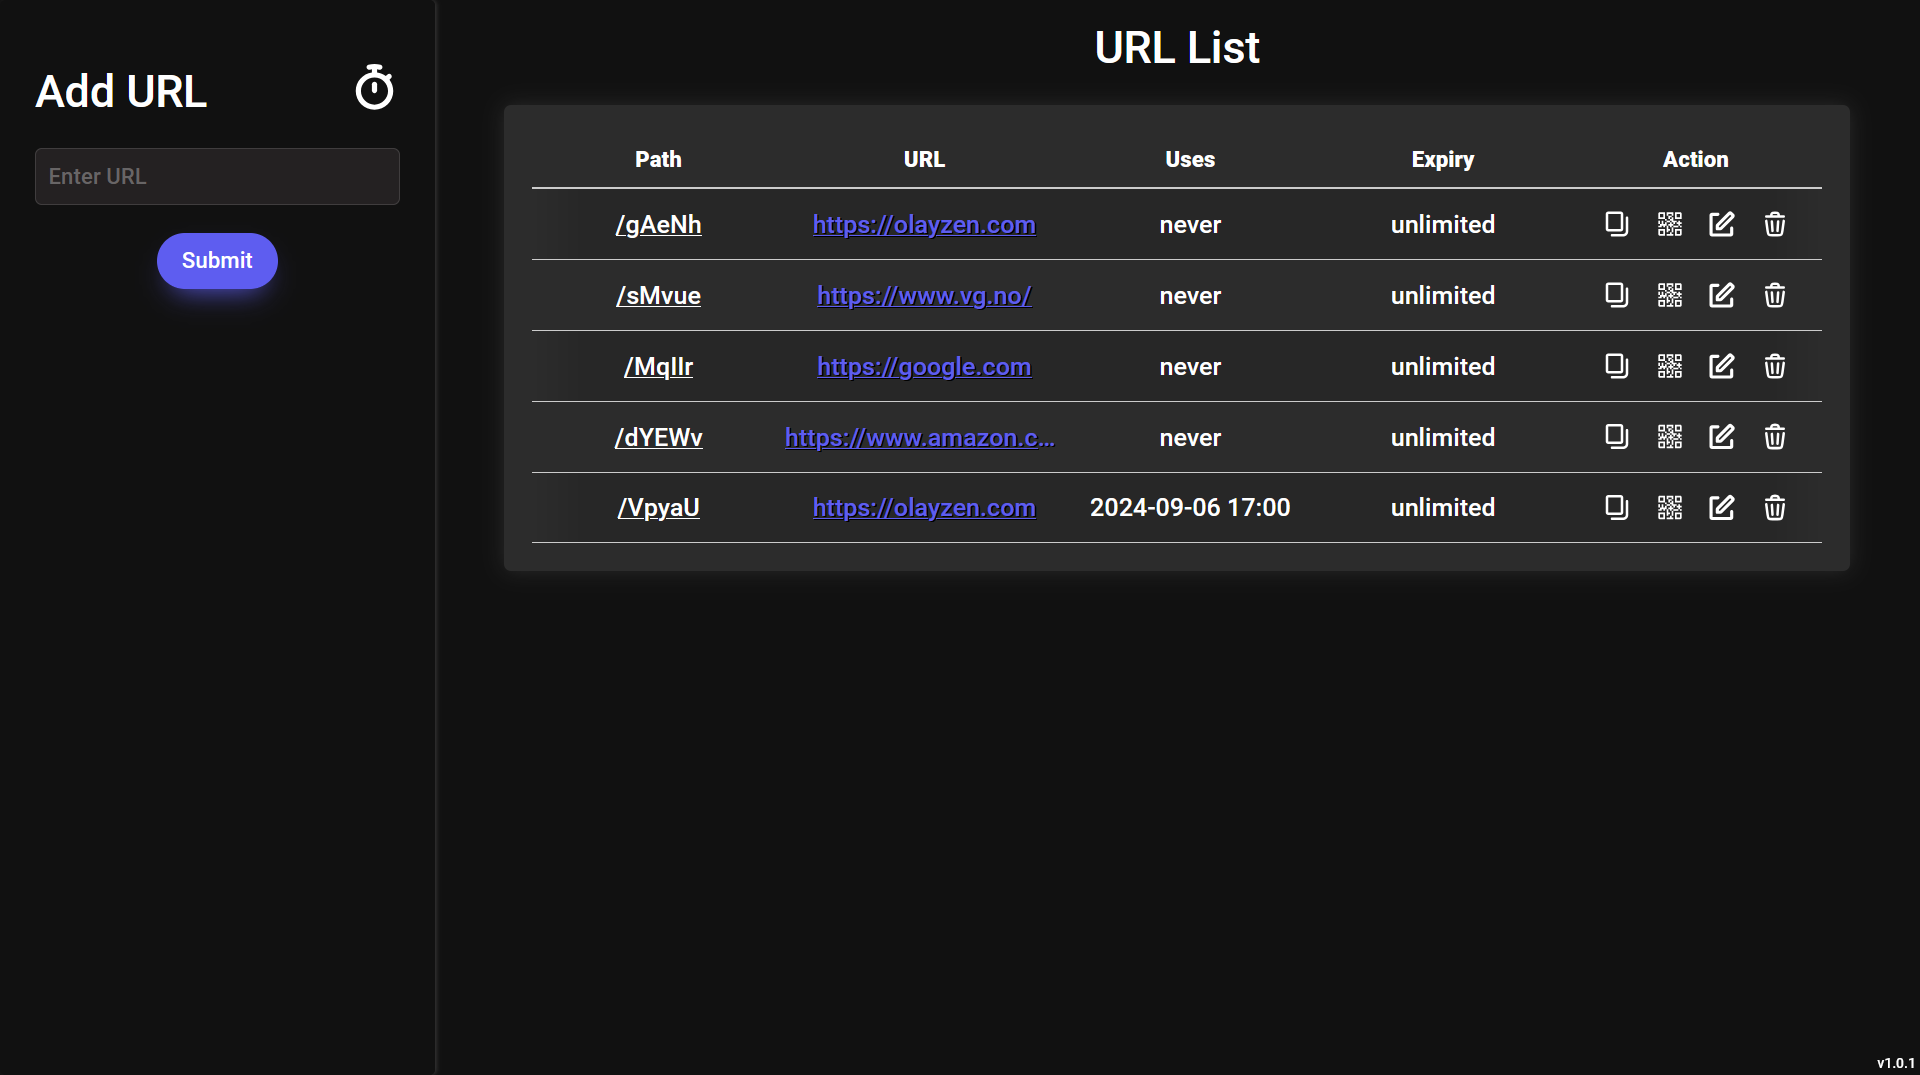 Add URL
Enter URL
Submit
URL List
Path URL Uses Expiry Action
/gAeNh https://olayzen.com never unlimited
/sMvue https://www.vg.no/ never unlimited
/MqIIr https://google.com never unlimited
/dYEWv https://www.amazon.c... never unlimited
/VpyaU https://olayzen.com 2024-09-06 17:00 unlimited
v1.0.1